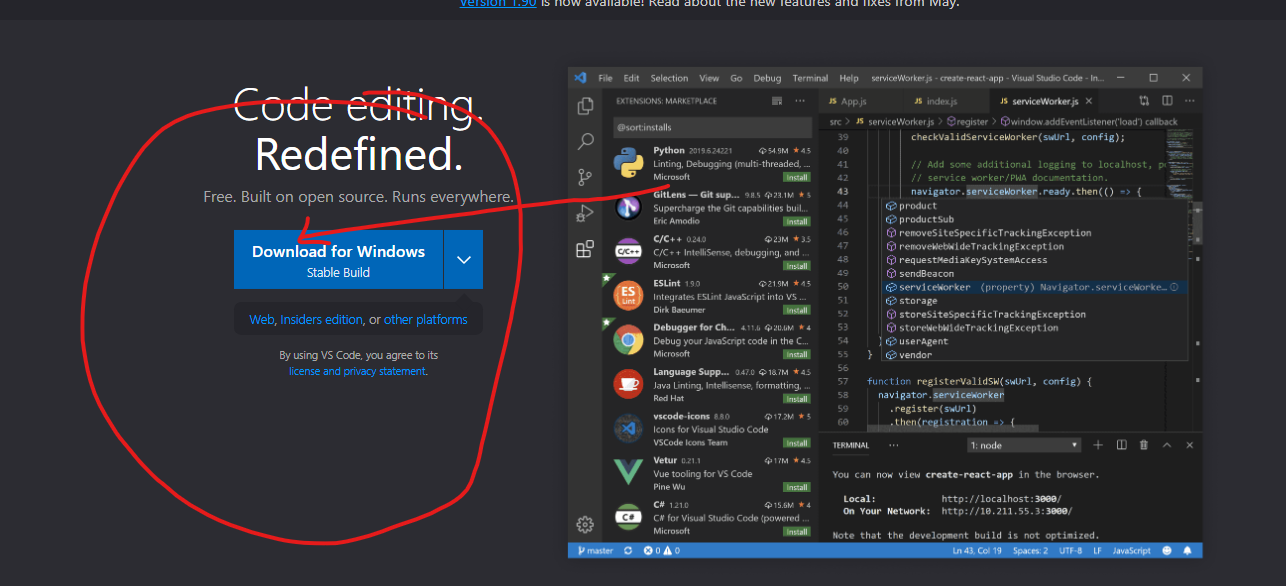 Version 1.90 is now available! Read about the new features and fixes from May.
Code editing.
Redefined.
Free. Built on open source. Runs everywhere.
Download for Windows
Stable Build
Web, Insiders edition, or other platforms
By using VS Code, you agree to its
license and privacy statement.
File Edit Selection View Go Debug Terminal Help serviceWorker.js - create-react-app - Visual Studio Code - In...
EXTENSIONS: MARKETPLACE
@sort:installs
Python 2019.6.24221 54.9M 4.5
Linting, Debugging (multi-threaded, ...
Microsoft Install
GitLens — Git sup... 9.8.5 23.1M 5
Supercharge the Git capabilities buil...
Eric Amodio Install
C/C++ 0.24.0 23M 3.5
C/C++ IntelliSense, debugging, and ...
Microsoft Install
ESLint 1.9.0 21.9M 4.5
Integrates ESLint JavaScript into VS ...
Dirk Baeumer Install
Debugger for Ch... 4.11.6 20.6M 4
Debug your JavaScript code in the C...
Microsoft Install
Language Supp... 0.47.0 18.7M 4.5
Java Linting, Intellisense, formatting, ...
Red Hat Install
vscode-icons 8.8.0 17.2M 5
Icons for Visual Studio Code
VSCode Icons Team Install
Vetur 0.21.1 17M 4.5
Vue tooling for VS Code
Pine Wu Install
C# 1.21.0 15.6M 4
C# for Visual Studio Code (powered ...
Microsoft Install
JS App.js JS index.js JS serviceWorker.js
src > JS serviceWorker.js > register > window.addEventListener('load') callback
39 checkValidServiceWorker(swUrl, config);
40
41 // Add some additional logging to localhost, p
42 // service worker/PWA documentation.
43 navigator.serviceWorker.ready.then(() => {
44 product
45 productSub
46 removeSiteSpecificTrackingException
47 removeWebWideTrackingException
48 requestMediaKeySystemAccess
49 sendBeacon
50 serviceWorker (property) Navigator.serviceWorke...
51 storage
52 storeSiteSpecificTrackingException
53 storeWebWideTrackingException
54 } userAgent
55 } vendor
56
57 function registerValidSW(swUrl, config) {
58 navigator.serviceWorker
59 .register(swUrl)
60 .then(registration => {
TERMINAL ... 1: node
You can now view create-react-app in the browser.
Local: http://localhost:3000/
On Your Network: http://10.211.55.3:3000/
Note that the development build is not optimized.
master 0 0 Ln 43, Col 19 Spaces: 2 UTF-8 LF JavaScript